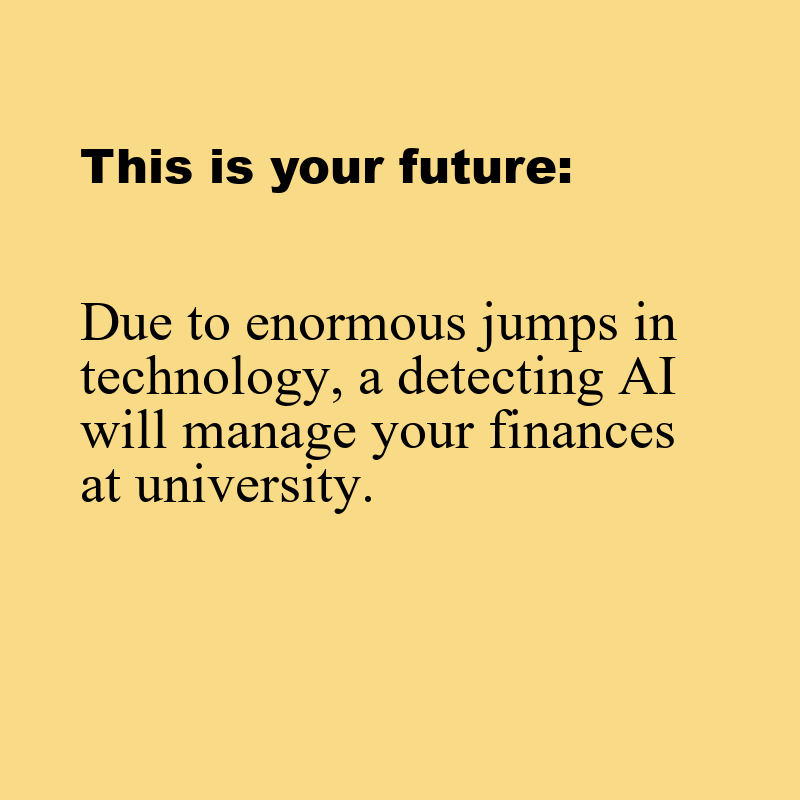 This is your future:
Due to enormous jumps in
technology, a detecting AI
will manage your finances
at university.